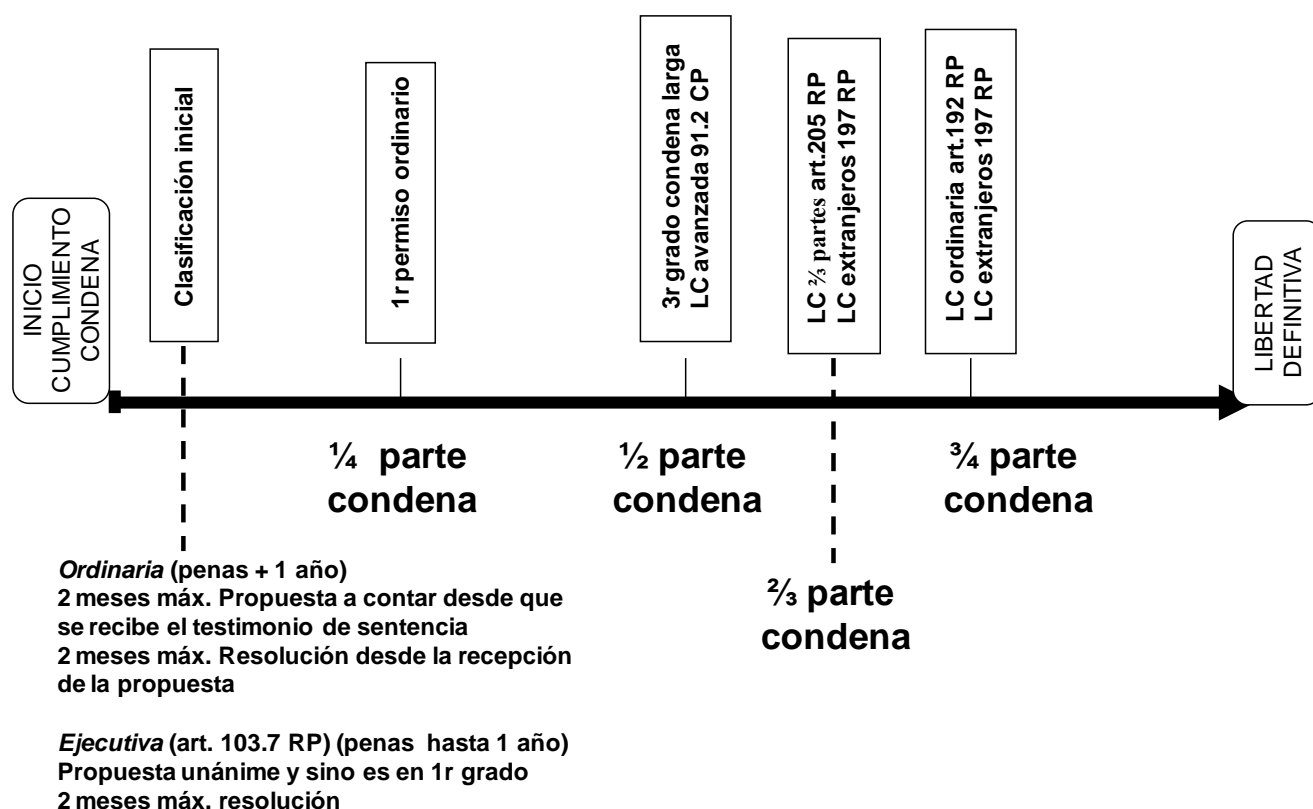 INICIO
CUMPLIMIENTO
CONDENA
Clasificación inicial
1r permiso ordinario
3r grado condena larga
LC avanzada 91.2 CP
LC ⅔ partes art.205 RP
LC extranjeros 197 RP
LC ordinaria art.192 RP
LC extranjeros 197 RP
LIBERTAD
DEFINITIVA
¼ parte
condena
½ parte
condena
¾ parte
condena
⅔ parte
condena
Ordinaria (penas + 1 año)
2 meses máx. Propuesta a contar desde que
se recibe el testimonio de sentencia
2 meses máx. Resolución desde la recepción
de la propuesta
Ejecutiva (art. 103.7 RP) (penas hasta 1 año)
Propuesta unánime y sino es en 1r grado
2 meses máx. resolución